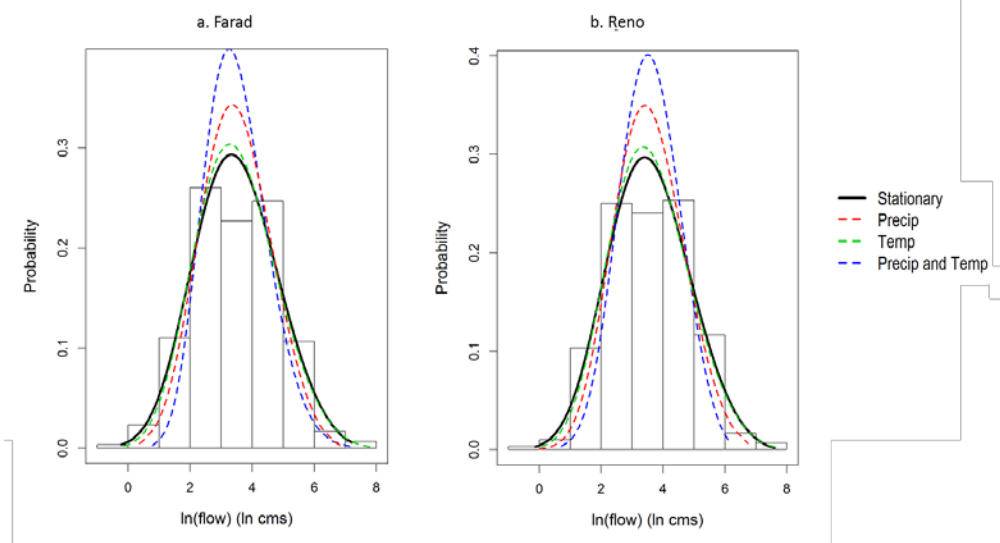 a. Farad
b. Reno
Probability
0.0
0.1
0.2
0.3
0 2 4 6 8
ln(flow) (ln cms)
Probability
0.0
0.1
0.2
0.3
0.4
0 2 4 6 8
ln(flow) (ln cms)
Stationary
Precip
Temp
Precip and Temp